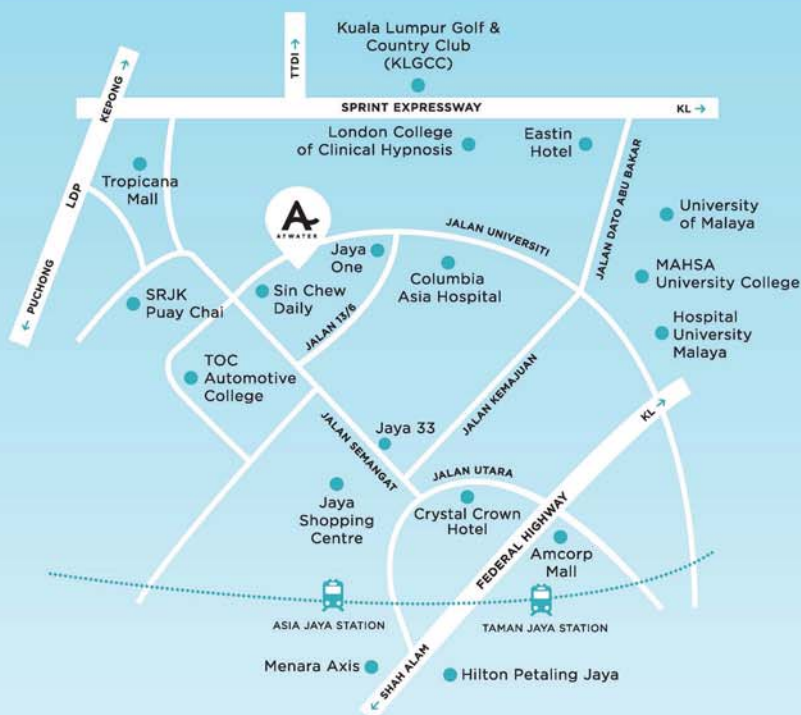 Kuala Lumpur Golf &
Country Club
(KLGCC)
TTDI →
KEPONG →
SPRINT EXPRESSWAY
KL →
London College
of Clinical Hypnosis
Eastin
Hotel
Tropicana
Mall
LDP
JALAN DATO ABU BAKAR
University
of Malaya
A
ATWATER
JALAN UNIVERSITI
Jaya
One
Columbia
Asia Hospital
MAHSA
University College
← PUCHONG
SRJK
Puay Chai
Sin Chew
Daily
JALAN 13/6
Hospital
University
Malaya
TOC
Automotive
College
JALAN KEMAJUAN
KL →
Jaya 33
JALAN SEMANGAT
JALAN UTARA
Jaya
Shopping
Centre
Crystal Crown
Hotel
FEDERAL HIGHWAY
Amcorp
Mall
ASIA JAYA STATION
TAMAN JAYA STATION
Menara Axis
← SHAH ALAM
Hilton Petaling Jaya